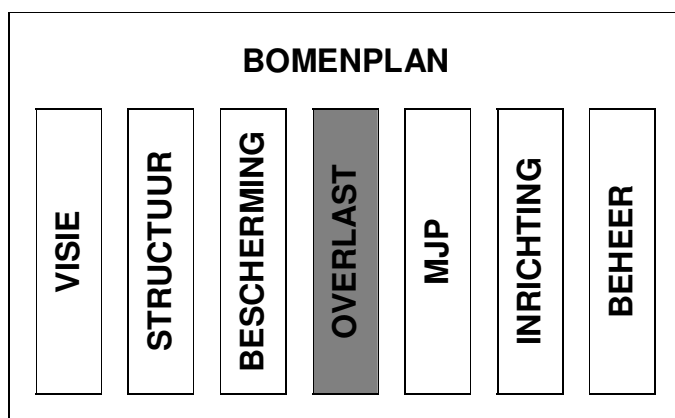 BOMENPLAN
VISIE
STRUCTUUR
BESCHERMING
OVERLAST
MJP
INRICHTING
BEHEER